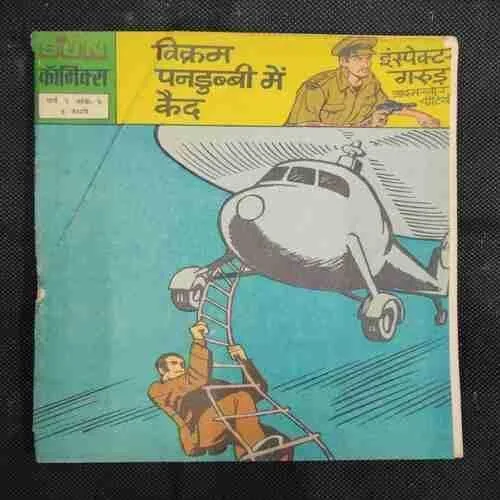 SUN
कॉमिक्स
विक्रम
पनडुब्बी में
कैद
इंस्पेक्टर
गरुड़